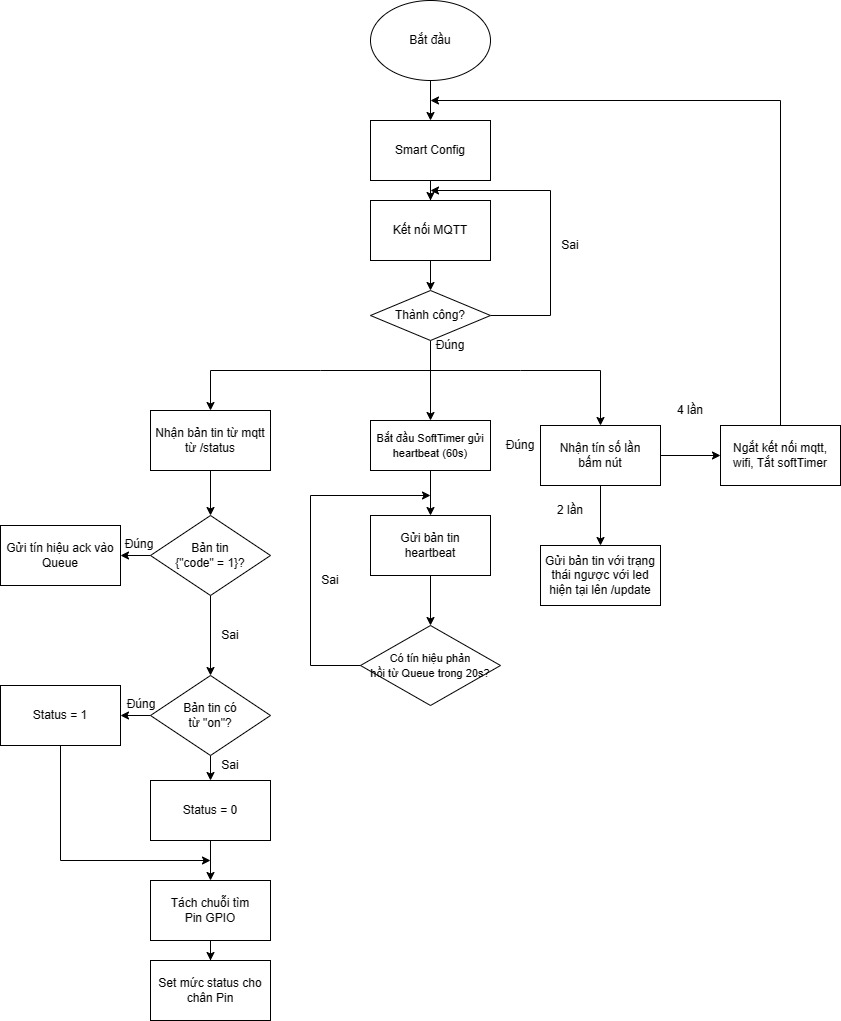 Bắt đầu
Smart Config
Kết nối MQTT
Sai
Thành công?
Đúng
Nhận bản tin từ mqtt
từ /status
Bắt đầu SoftTimer gửi
heartbeat (60s)
Đúng
Nhận tín số lần
bấm nút
4 lần
Ngắt kết nối mqtt,
wifi, Tắt softTimer
2 lần
Gửi bản tin với trạng
thái ngược với led
hiện tại lên /update
Gửi tín hiệu ack vào
Queue
Đúng
Bản tin
{"code" = 1}?
Sai
Gửi bản tin
heartbeat
Sai
Có tín hiệu phản
hồi từ Queue trong 20s?
Status = 1
Đúng
Bản tin có
từ "on"?
Sai
Status = 0
Tách chuỗi tìm
Pin GPIO
Set mức status cho
chân Pin